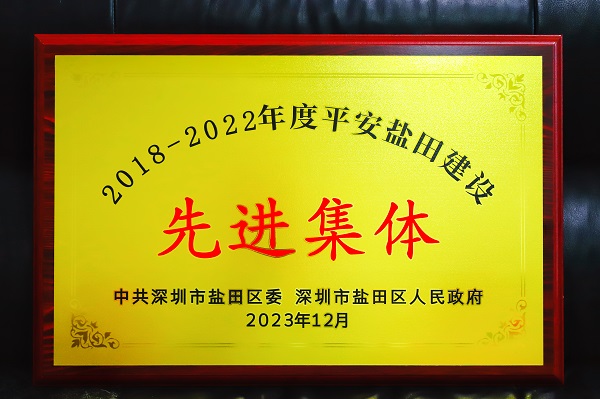 2018-2022年度平安盐田建设
先进集体
中共深圳市盐田区委 深圳市盐田区人民政府
2023年12月